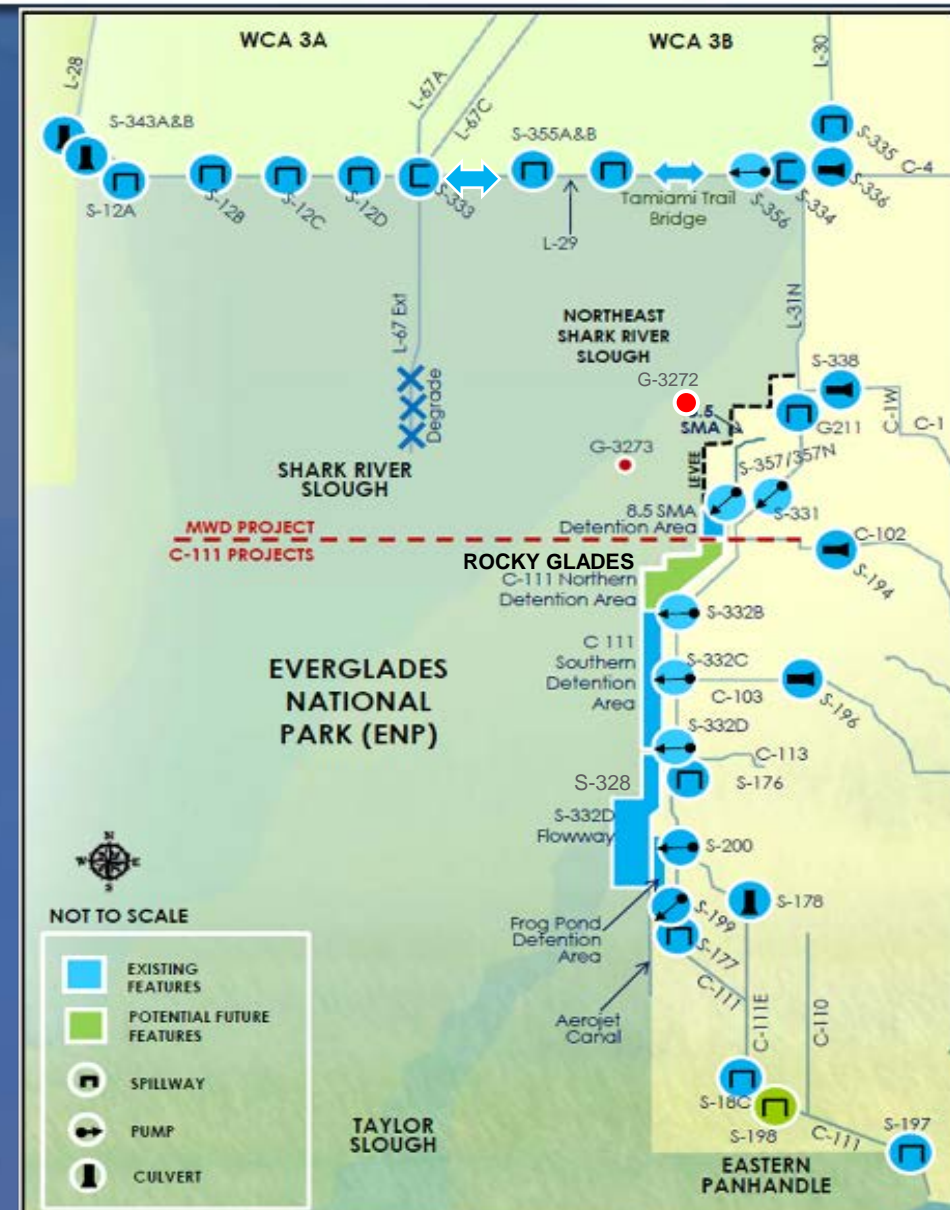 WCA 3A
WCA 3B
L-28
L-67A
L-67C
L-30
S-343A&B
S-355A&B
S-335
C-4
S-12A
S-12B
S-12C
S-12D
S-333
Tamiami Trail
Bridge
S-356
S-334
S-336
L-29
L-67 Ext
L-31N
NORTHEAST
SHARK RIVER
SLOUGH
S-338
G-3272
C-1W
C-1
8.5
SMA
G211
Degrade
G-3273
LEVEE
S-357/357N
SHARK RIVER
SLOUGH
8.5 SMA
Detention Area
S-331
MWD PROJECT
C-111 PROJECTS
C-102
S-194
ROCKY GLADES
C-111 Northern
Detention Area
S-332B
C 111
Southern
Detention
Area
S-332C
C-103
S-196
EVERGLADES
NATIONAL
PARK (ENP)
S-332D
C-113
S-328
S-176
S-332D
Flowway
S-200
N
W
E
S
NOT TO SCALE
S-178
S-199
Frog Pond
Detention
Area
S-177
C-111
C-111E
C-110
Aerojet
Canal
EXISTING
FEATURES
POTENTIAL FUTURE
FEATURES
SPILLWAY
PUMP
CULVERT
TAYLOR
SLOUGH
S-18C
S-198
C-111
S-197
EASTERN
PANHANDLE